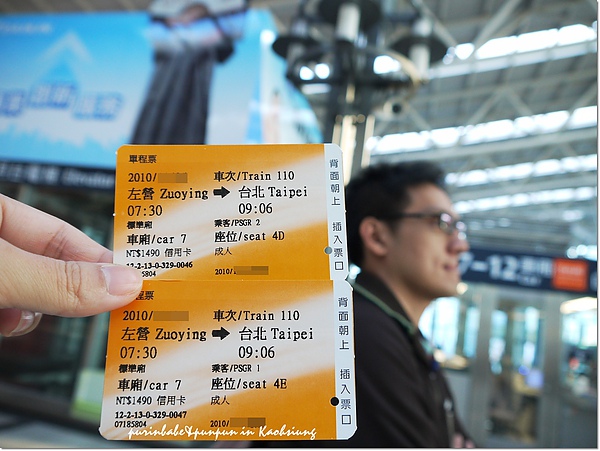 單程票
2010/
車次/Train 110
左營 Zuoying ➡ 台北 Taipei
07:30 09:06
標準廂 乘客/PSGR 2
車廂/car 7 座位/seat 4D
NT$1490 信用卡 成人
12-2-13-0-329-0046
5804 2010/
背面朝上 插入票口
單程票
2010/
車次/Train 110
左營 Zuoying ➡ 台北 Taipei
07:30 09:06
標準廂 乘客/PSGR 1
車廂/car 7 座位/seat 4E
NT$1490 信用卡 成人
12-2-13-0-329-0047
07185804 2010/
背面朝上 插入票口
7-12
purinbabe&punpun in Kaohsiung